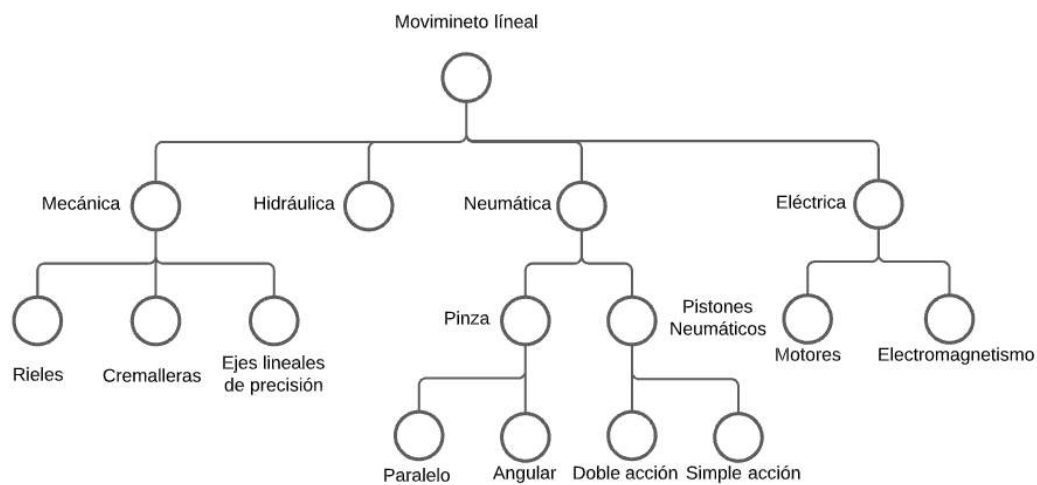 Movimineto líneal
Mecánica
Hidráulica
Neumática
Eléctrica
Pinza
Pistones
Neumáticos
Rieles
Cremalleras
Ejes lineales
de precisión
Motores
Electromagnetismo
Paralelo
Angular
Doble acción
Simple acción